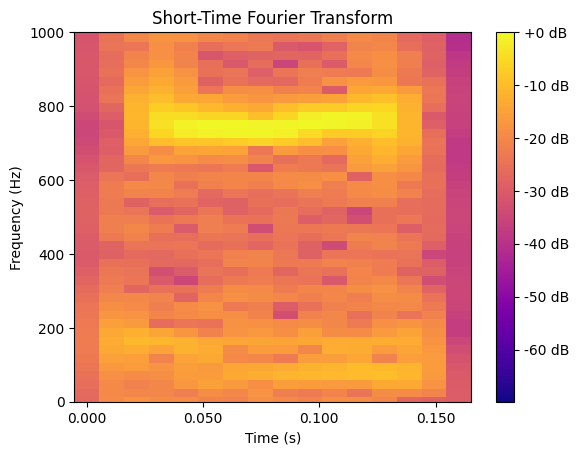 Short-Time Fourier Transform
1000
800
600
400
200
0
Frequency (Hz)
0.000
0.050
0.100
0.150
Time (s)
+0 dB
-10 dB
-20 dB
-30 dB
-40 dB
-50 dB
-60 dB